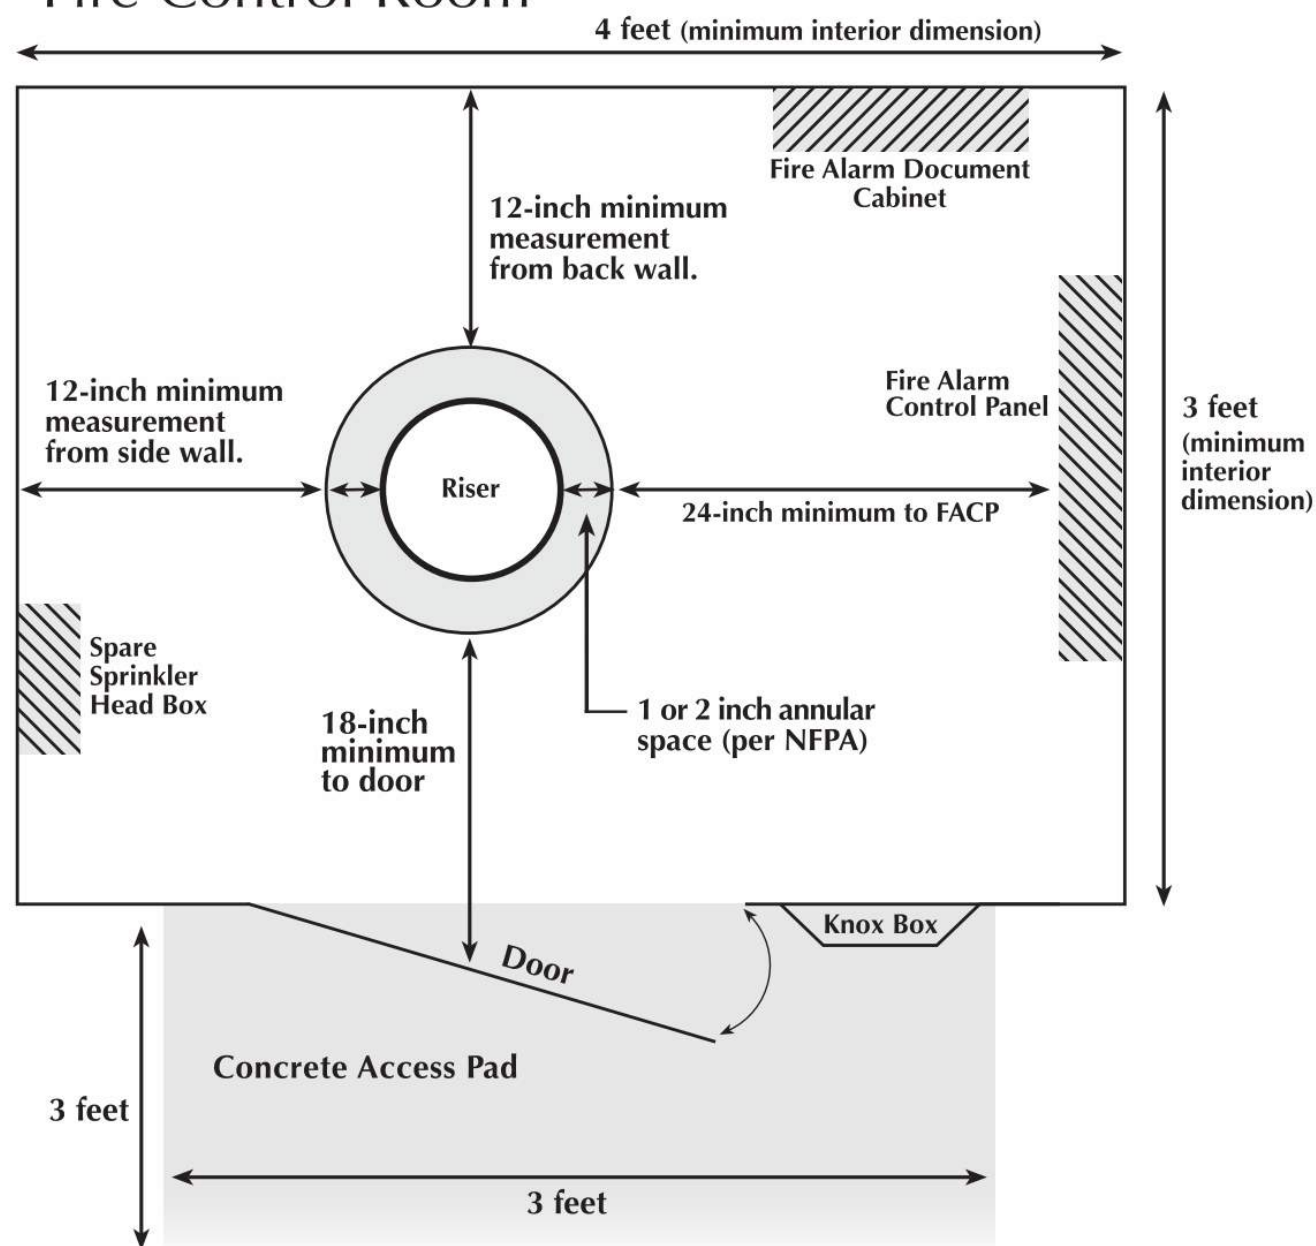 Fire Control Room
4 feet (minimum interior dimension)
Fire Alarm Document
Cabinet
12-inch minimum
measurement
from back wall.
12-inch minimum
measurement
from side wall.
Fire Alarm
Control Panel
3 feet
(minimum
interior
dimension)
Riser
24-inch minimum to FACP
Spare
Sprinkler
Head Box
18-inch
minimum
to door
1 or 2 inch annular
space (per NFPA)
Knox Box
Door
Concrete Access Pad
3 feet
3 feet